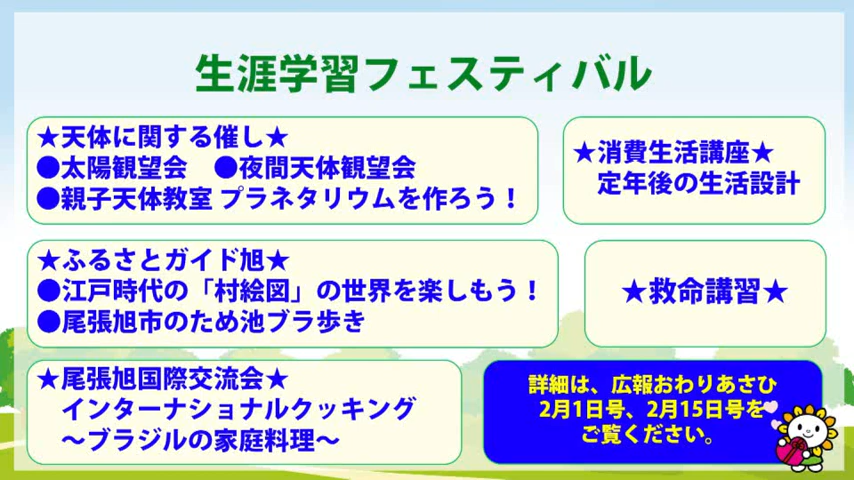 生涯学習フェスティバル
★天体に関する催し★
●太陽観望会　●夜間天体観望会
●親子天体教室 プラネタリウムを作ろう！
★消費生活講座★
定年後の生活設計
★ふるさとガイド旭★
●江戸時代の「村絵図」の世界を楽しもう！
●尾張旭市のため池ブラ歩き
★救命講習★
★尾張旭国際交流会★
インターナショナルクッキング
～ブラジルの家庭料理～
詳細は、広報おわりあさひ
2月1日号、2月15日号を
ご覧ください。